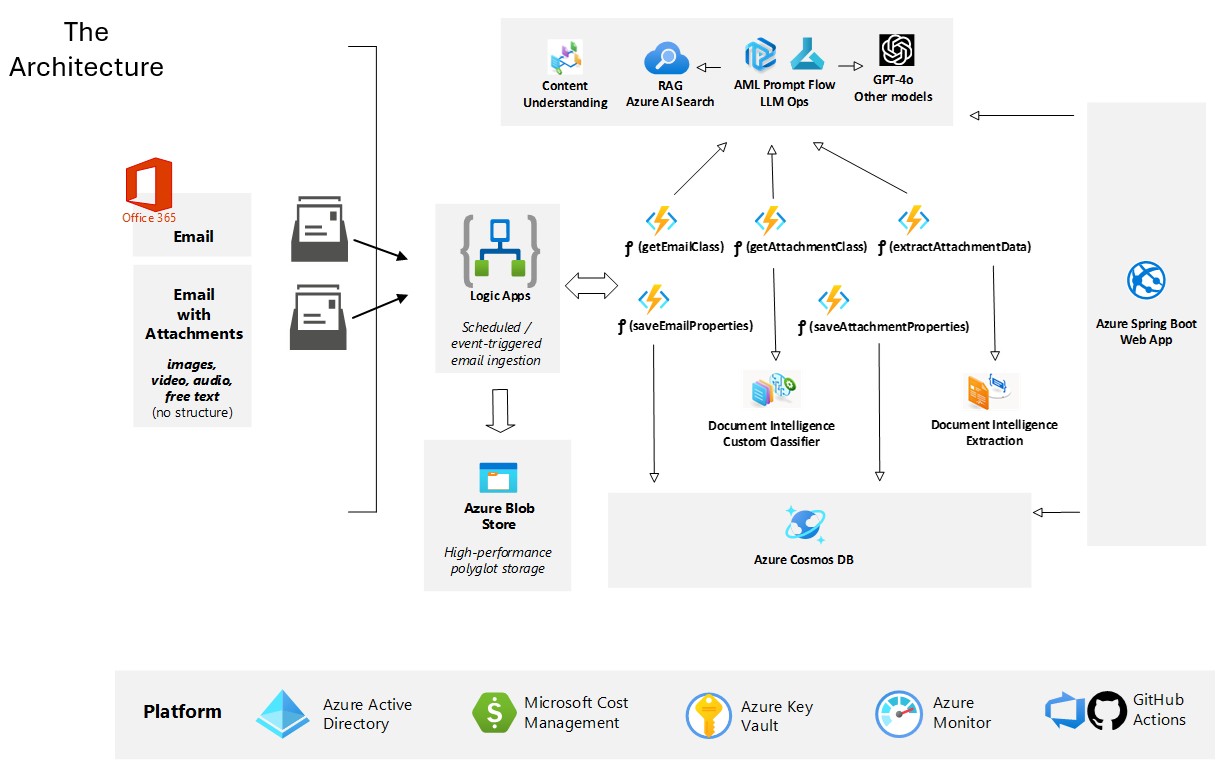 The
Architecture
Office 365
Email
Email
with
Attachments
images,
video, audio,
free text
(no structure)
Logic Apps
Scheduled /
event-triggered
email ingestion
Azure Blob
Store
High-performance
polyglot storage
Content
Understanding
RAG
Azure AI Search
AML Prompt Flow
LLM Ops
GPT-4o
Other models
ƒ (getEmailClass)
ƒ (getAttachmentClass)
ƒ (extractAttachmentData)
ƒ (saveEmailProperties)
ƒ (saveAttachmentProperties)
Document Intelligence
Custom Classifier
Document Intelligence
Extraction
Azure Cosmos DB
Azure Spring Boot
Web App
Platform
Azure Active
Directory
Microsoft Cost
Management
Azure Key
Vault
Azure
Monitor
GitHub
Actions